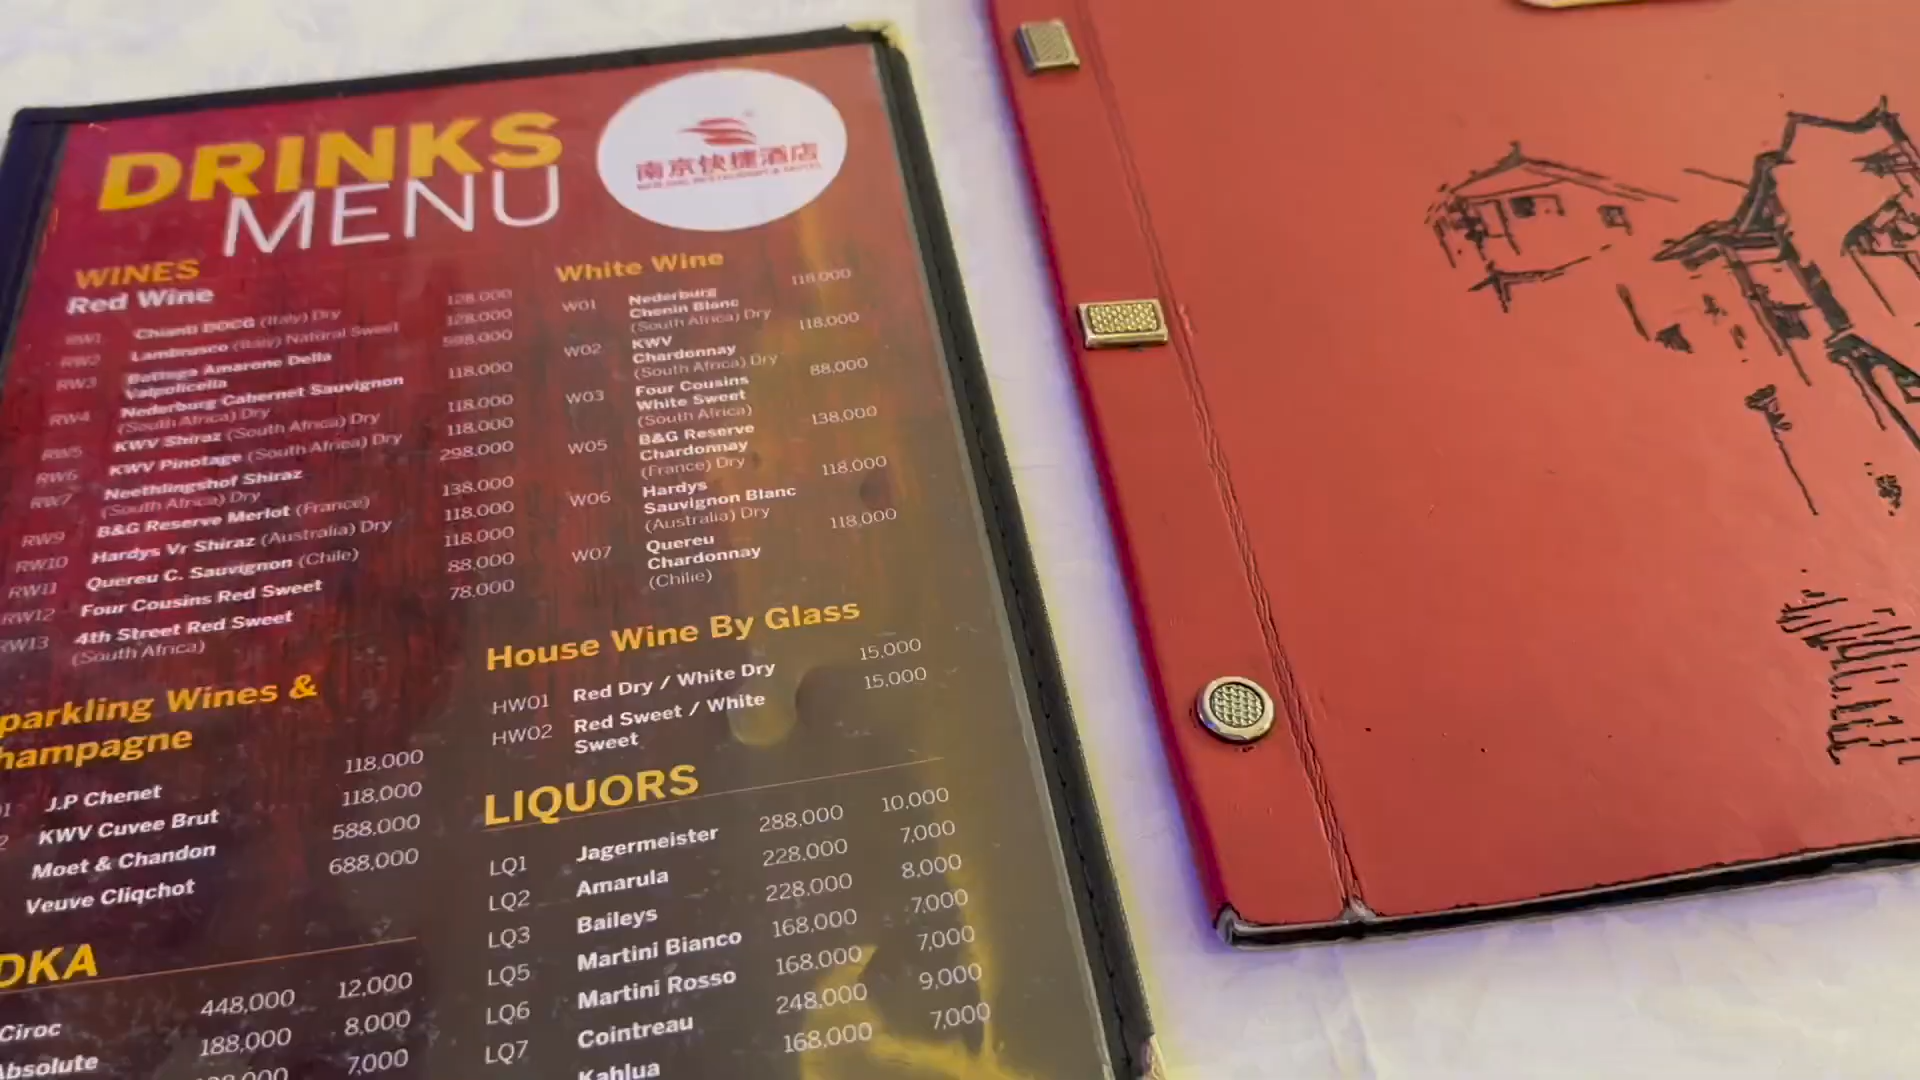 DRINKS
MENU
南京快捷酒店
WINES
Red Wine
RW1 Chianti DOCG (Italy) Dry 128,000
RW2 Lambrusco (Italy) Natural Sweet 128,000
RW3 Bottega Amarone Della 598,000
Valpolicella
RW4 Nederburg Cabernet Sauvignon 118,000
(South Africa) Dry
RW5 KWV Shiraz (South Africa) Dry 118,000
RW6 KWV Pinotage (South Africa) Dry 118,000
RW7 Neethlingshof Shiraz 298,000
(South Africa) Dry
RW9 B&G Reserve Merlot (France) 138,000
RW10 Hardys Vr Shiraz (Australia) Dry 118,000
RW11 Quereu C. Sauvignon (Chile) 118,000
RW12 Four Cousins Red Sweet 88,000
RW13 4th Street Red Sweet 78,000
(South Africa)
parkling Wines &
hampagne
J.P Chenet 118,000
KWV Cuvee Brut 118,000
Moet & Chandon 588,000
Veuve Cliqchot 688,000
DKA
Ciroc 448,000 12,000
Absolute 188,000 8,000
7,000
White Wine
W01 Nederburg 118,000
Chenin Blanc
(South Africa) Dry
W02 KWV 118,000
Chardonnay
(South Africa) Dry
W03 Four Cousins 88,000
White Sweet
(South Africa)
W05 B&G Reserve 138,000
Chardonnay
(France) Dry
W06 Hardys 118,000
Sauvignon Blanc
(Australia) Dry
W07 Quereu 118,000
Chardonnay
(Chilie)
House Wine By Glass
HW01 Red Dry / White Dry 15,000
HW02 Red Sweet / White 15,000
Sweet
LIQUORS
LQ1 Jagermeister 288,000 10,000
LQ2 Amarula 228,000 7,000
LQ3 Baileys 228,000 8,000
LQ5 Martini Bianco 168,000 7,000
LQ6 Martini Rosso 168,000 7,000
LQ7 Cointreau 248,000 9,000
Kahlua 168,000 7,000